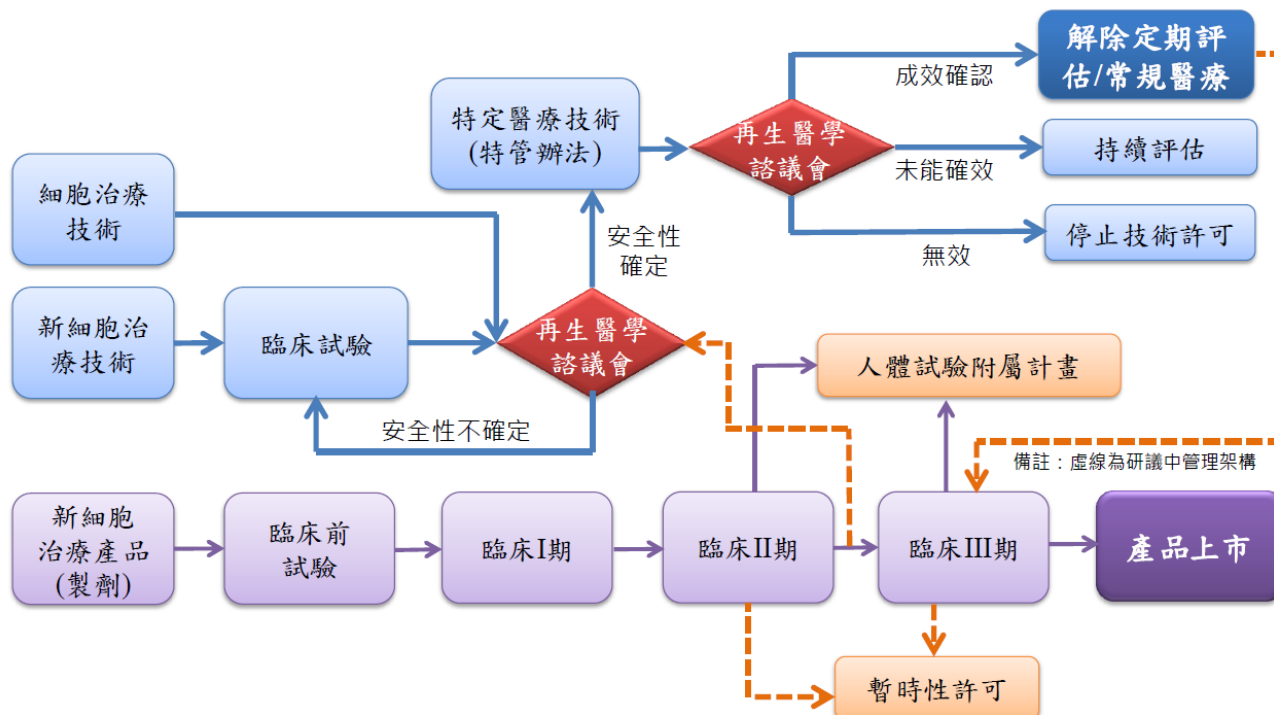 解除定期評
估/常規醫療
成效確認
特定醫療技術
(特管辦法)
再生醫學
諮議會
未能確效
持續評估
無效
停止技術許可
細胞治療
技術
安全性
確定
新細胞治
療技術
臨床試驗
再生醫學
諮議會
安全性不確定
人體試驗附屬計畫
備註：虛線為研議中管理架構
新細胞
治療產品
(製劑)
臨床前
試驗
臨床I期
臨床II期
臨床III期
產品上市
暫時性許可